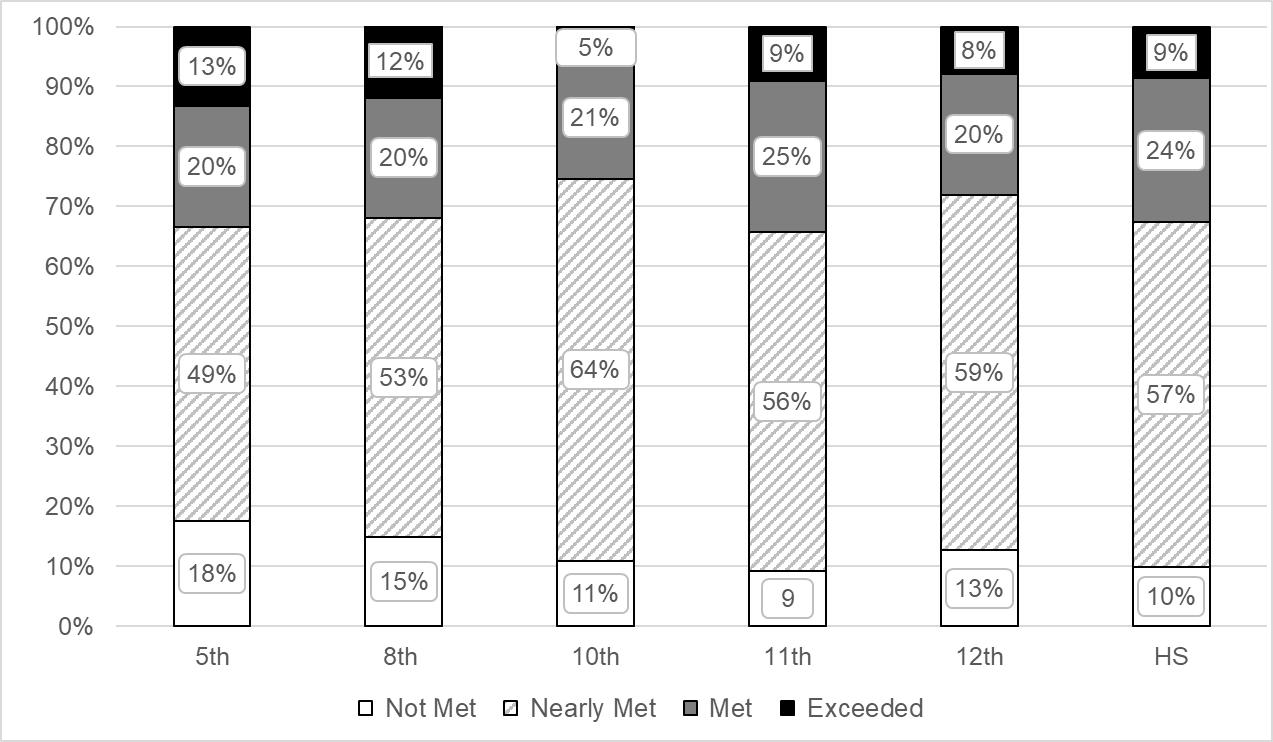 100%
90%
80%
70%
60%
50%
40%
30%
20%
10%
0%
13% 12% 5% 9% 8% 9%
20% 20% 21% 25% 20% 24%
49% 53% 64% 56% 59% 57%
18% 15% 11% 9 13% 10%
5th 8th 10th 11th 12th HS
Not Met Nearly Met Met Exceeded